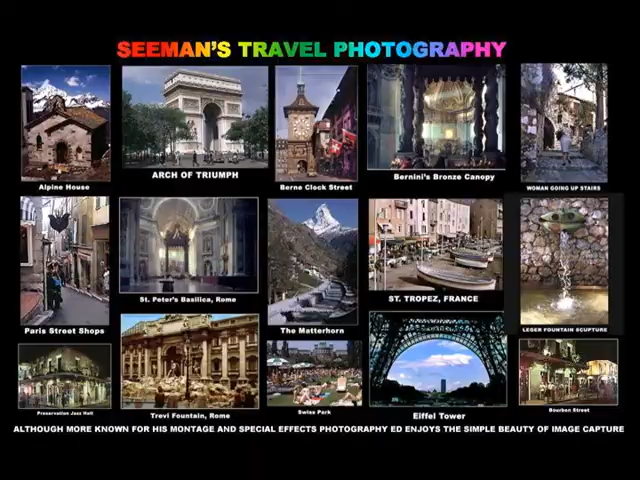 SEEMAN'S TRAVEL PHOTOGRAPHY
Alpine House
ARCH OF TRIUMPH
Berne Clock Street
Bernini's Bronze Canopy
WOMAN GOING UP STAIRS
Paris Street Shops
St. Peter's Basilica, Rome
The Matterhorn
ST. TROPEZ, FRANCE
LEGER FOUNTAIN SCUPTURE
Preservation Jazz Hall
Trevi Fountain, Rome
Swiss Park
Eiffel Tower
Bourbon Street
ALTHOUGH MORE KNOWN FOR HIS MONTAGE AND SPECIAL EFFECTS PHOTOGRAPHY ED ENJOYS THE SIMPLE BEAUTY OF IMAGE CAPTURE